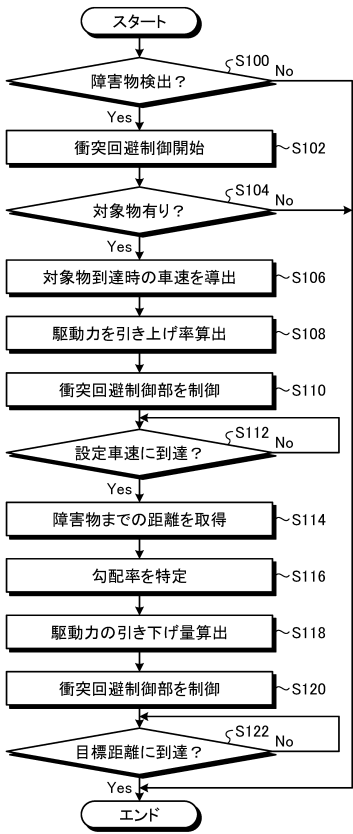 スタート
S100
障害物検出？
No
Yes
衝突回避制御開始
S102
S104
対象物有り？
No
Yes
対象物到達時の車速を導出
S106
駆動力を引き上げ率算出
S108
衝突回避制御部を制御
S110
S112
設定車速に到達？
No
Yes
障害物までの距離を取得
S114
勾配率を特定
S116
駆動力の引き下げ量算出
S118
衝突回避制御部を制御
S120
S122
目標距離に到達？
No
Yes
エンド